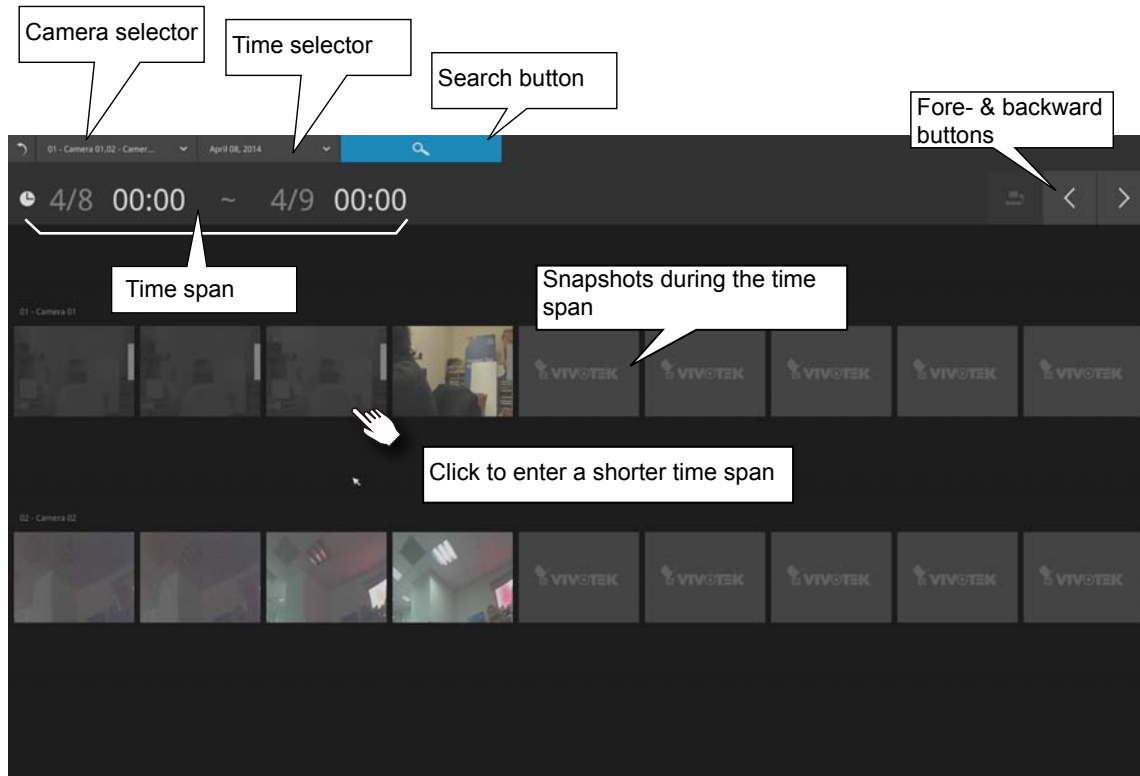 Camera selector
Time selector
Search button
Fore- & backward
buttons
01 - Camera 01,02 - Camer...
April 08, 2014
4/8 00:00 ~ 4/9 00:00
Time span
Snapshots during the time
span
01 - Camera 01
VIVOTEK VIVOTEK VIVOTEK VIVOTEK VIVOTEK
Click to enter a shorter time span
02 - Camera 02
VIVOTEK VIVOTEK VIVOTEK VIVOTEK VIVOTEK